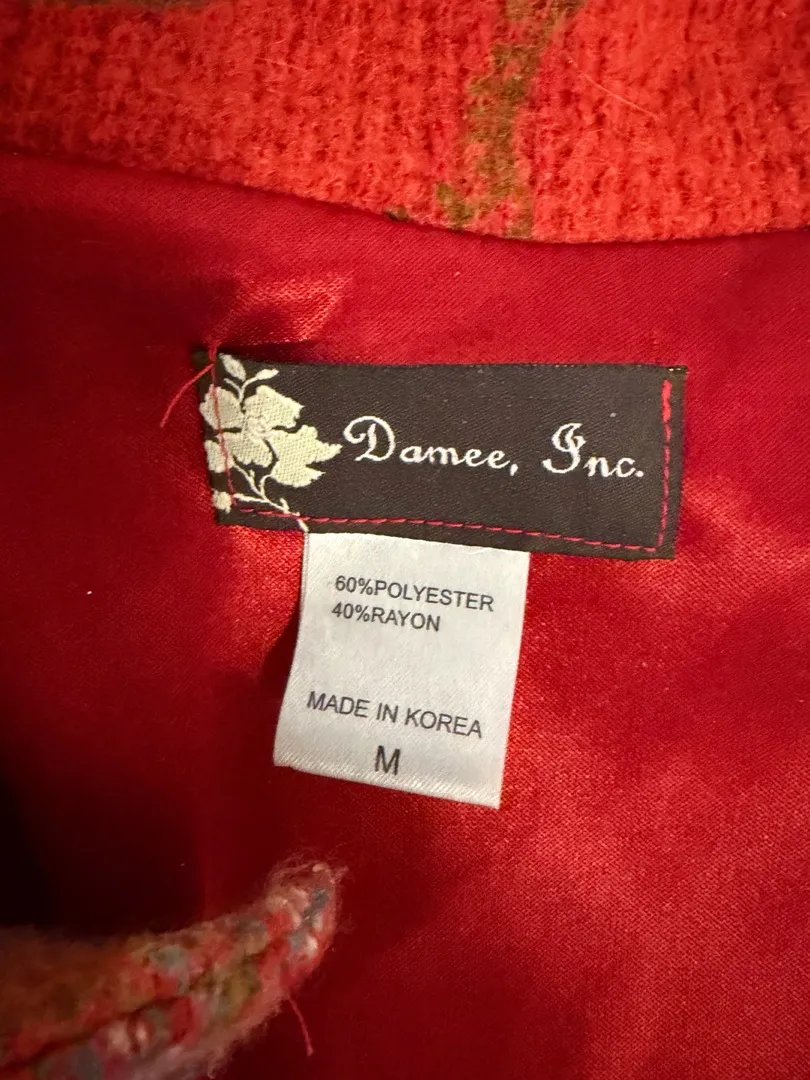 Damee, Inc.
60%POLYESTER
40%RAYON
MADE IN KOREA
M